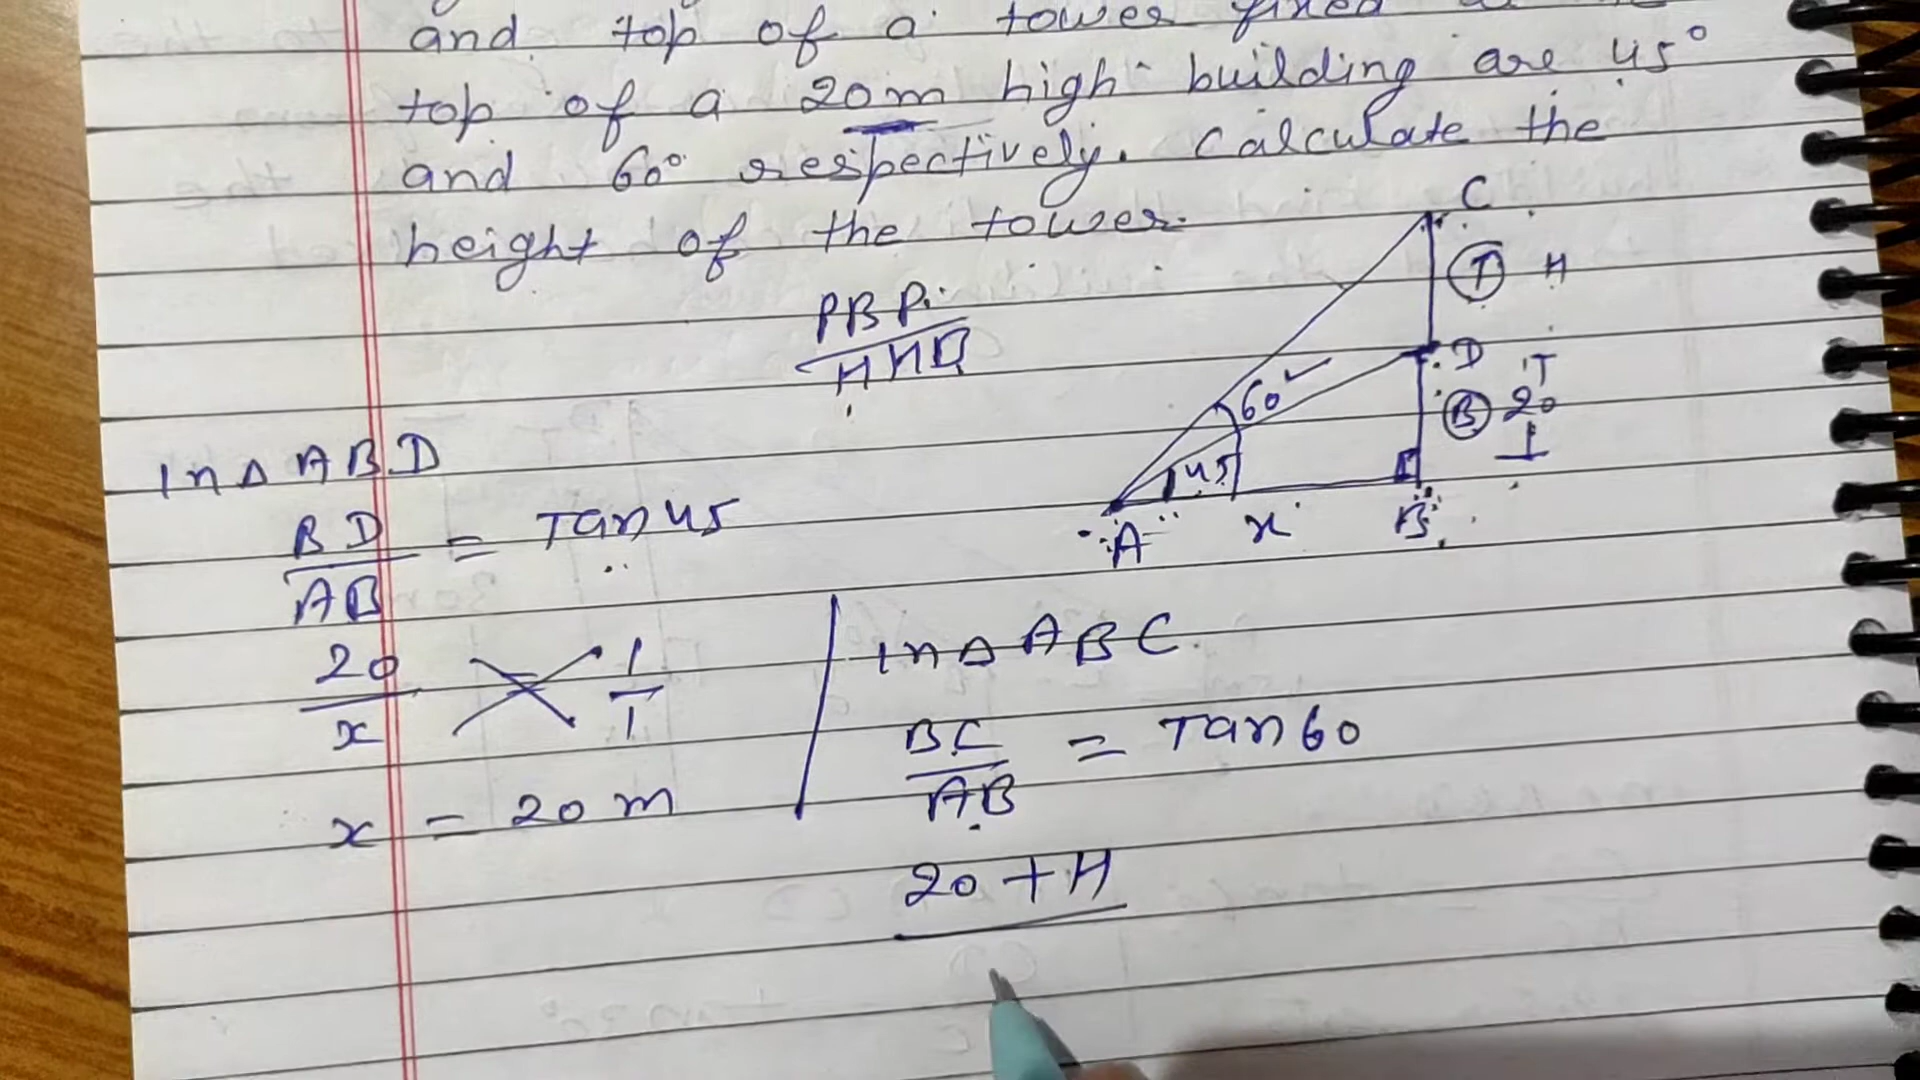 and top of a tower fixed
top of a 20m high building are 45°
and 60° respectively. Calculate the
height of the tower.
C
T H
PBP
HHB
D
T
60
B 20
45
A x B
In Δ ABD
BD = Tan 45
AB
20 1
x 1
x = 20 m
In Δ ABC
BC = Tan 60
AB
20 + H